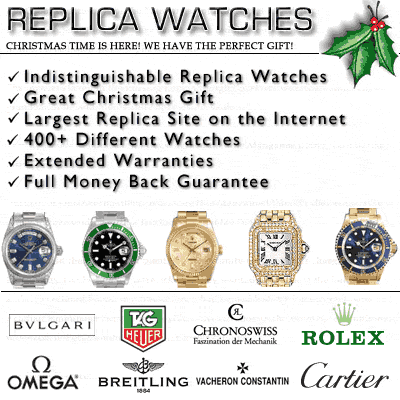 REPLICA WATCHES
CHRISTMAS TIME IS HERE! WE HAVE THE PERFECT GIFT!
Indistinguishable Replica Watches
Great Christmas Gift
Largest Replica Site on the Internet
400+ Different Watches
Extended Warranties
Full Money Back Guarantee
BVLGARI
TAG HEUER
CR
CHRONOSWISS
Faszination der Mechanik
ROLEX
Ω
OMEGA
BREITLING
1884
VACHERON CONSTANTIN
Cartier